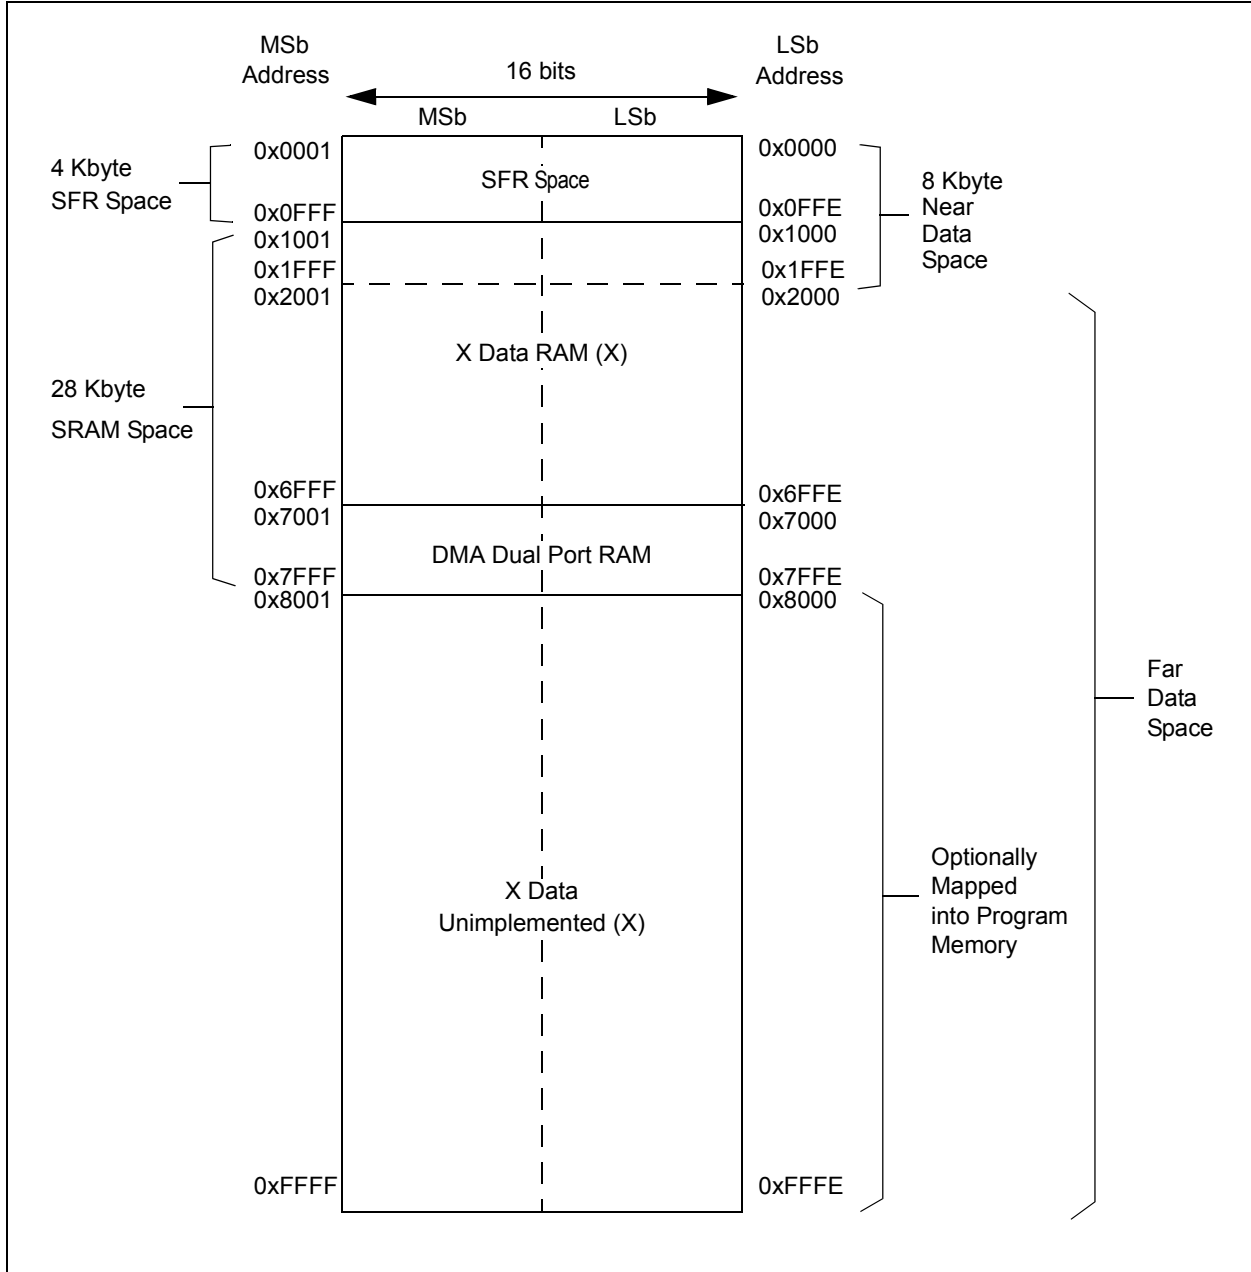 MSb
Address
16 bits
LSb
Address
MSb
LSb
0x0001
0x0000
4 Kbyte
SFR Space
SFR Space
8 Kbyte
Near
Data
Space
0x0FFF
0x0FFE
0x1001
0x1000
0x1FFF
0x1FFE
0x2001
0x2000
X Data RAM (X)
28 Kbyte
SRAM Space
0x6FFF
0x6FFE
0x7001
0x7000
DMA Dual Port RAM
0x7FFF
0x7FFE
0x8001
0x8000
Far
Data
Space
Optionally
Mapped
into Program
Memory
X Data
Unimplemented (X)
0xFFFF
0xFFFE